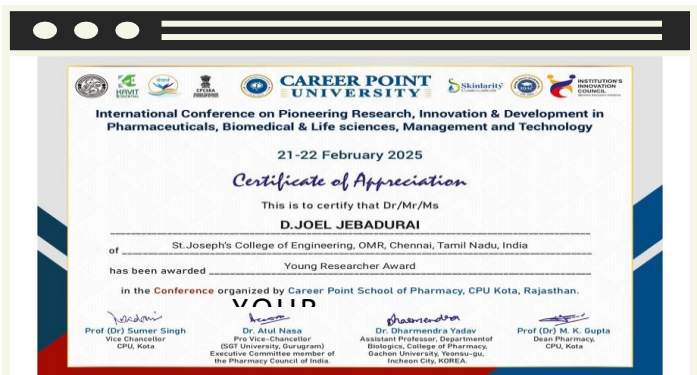 CAREER POINT
UNIVERSITY
Skinlarity
INSTITUTION'S
INNOVATION
COUNCIL
International Conference on Pioneering Research, Innovation & Development in
Pharmaceuticals, Biomedical & Life sciences, Management and Technology
21-22 February 2025
Certificate of Appreciation
This is to certify that Dr/Mr/Ms
D.JOEL JEBADURAI
of St.Joseph's College of Engineering, OMR, Chennai, Tamil Nadu, India
has been awarded Young Researcher Award
in the Conference organized by Career Point School of Pharmacy, CPU Kota, Rajasthan.
YOUR
Prof (Dr) Sumer Singh
Vice Chancellor
CPU, Kota
Dr. Atul Nasa
Pro Vice-Chancellor
(SGT University, Gurugram)
Executive Committee member of
the Pharmacy Council of India.
Dr. Dharmendra Yadav
Assistant Professor, Departmentof
Biologics, College of Pharmacy,
Gachon University, Yeonsu-gu,
Incheon City, KOREA.
Prof (Dr) M. K. Gupta
Dean Pharmacy,
CPU, Kota